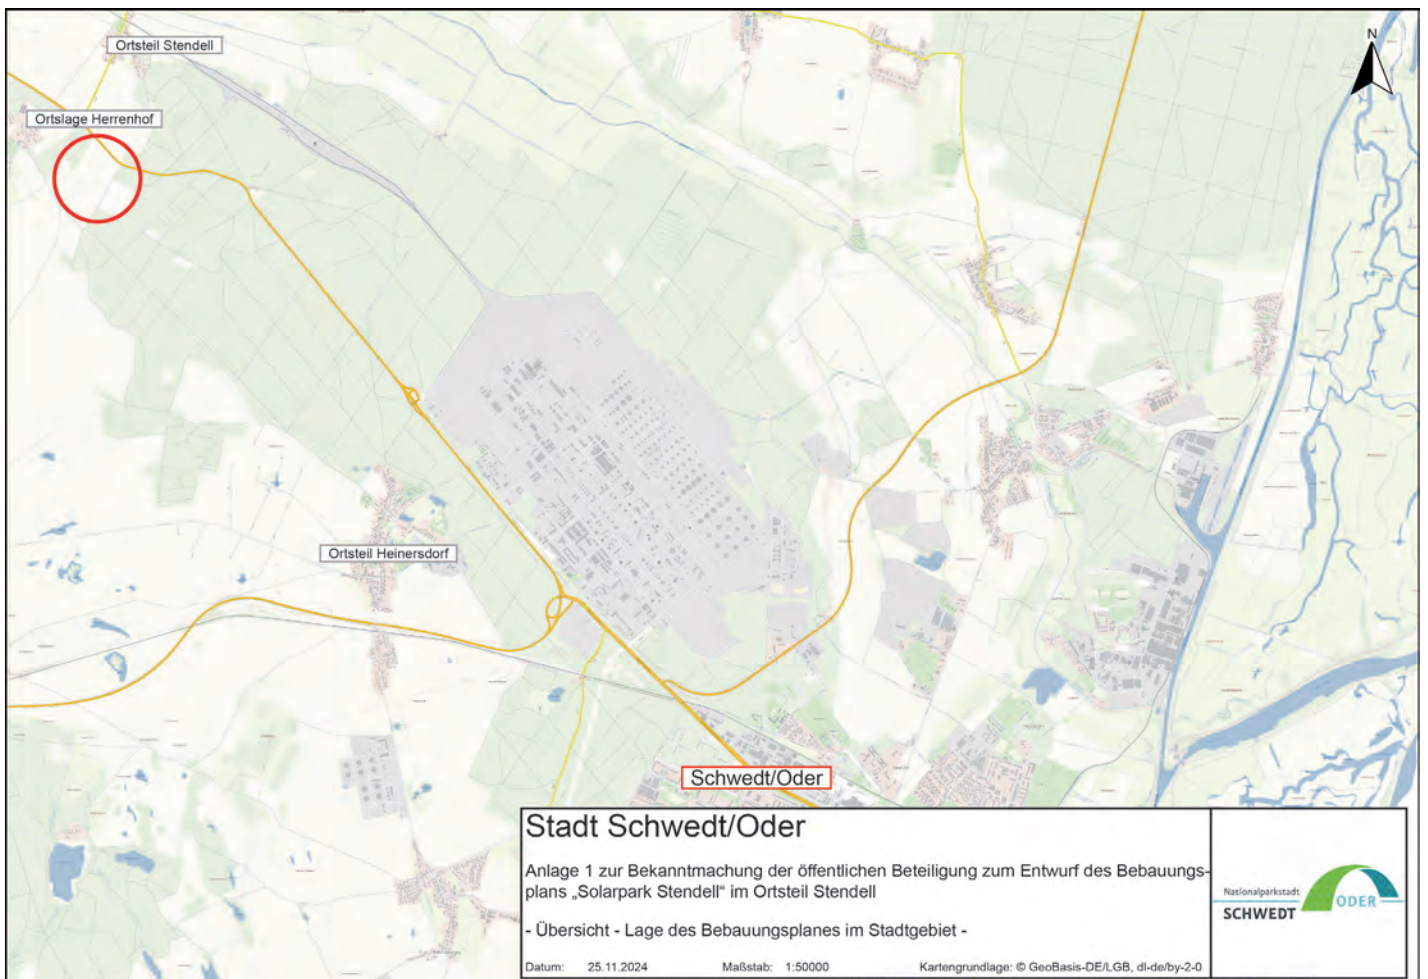 Ortsteil Stendell
N
Ortslage Herrenhof
Ortsteil Heinersdorf
Schwedt/Oder
Stadt Schwedt/Oder
Anlage 1 zur Bekanntmachung der öffentlichen Beteiligung zum Entwurf des Bebauungs-
plans „Solarpark Stendell“ im Ortsteil Stendell
- Übersicht - Lage des Bebauungsplanes im Stadtgebiet -
Datum: 25.11.2024 Maßstab: 1:50000 Kartengrundlage: © GeoBasis-DE/LGB, dl-de/by-2-0
Nationalparkstadt
SCHWEDT
ODER